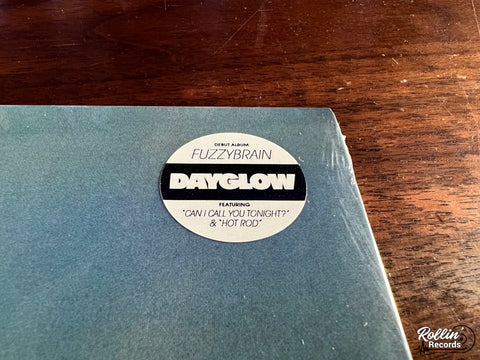 DEBUT ALBUM
FUZZYBRAIN
DAYGLOW
FEATURING
"CAN I CALL YOU TONIGHT?"
& "HOT ROD"
Rollin'
Records